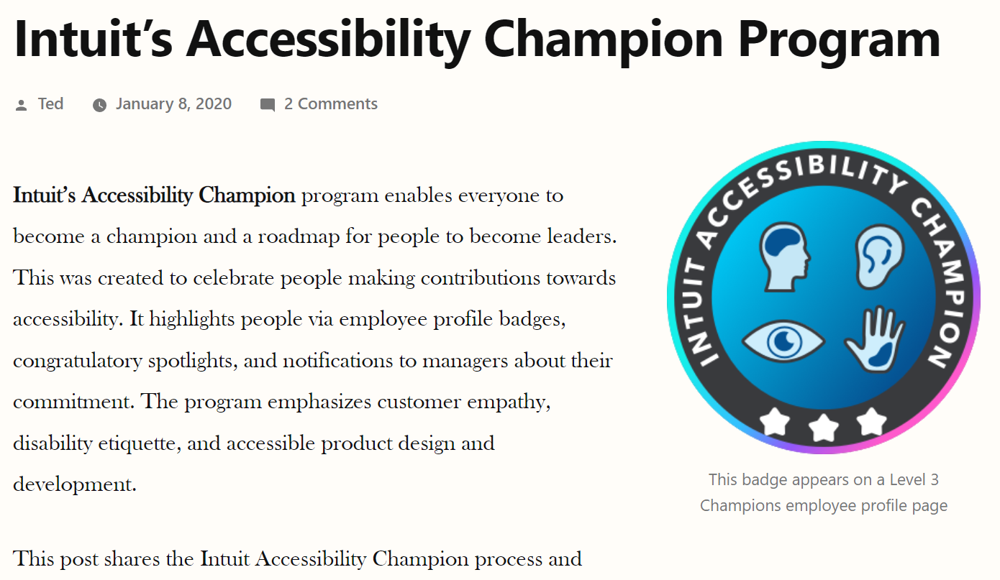 Intuit’s Accessibility Champion Program
Ted January 8, 2020 2 Comments
Intuit’s Accessibility Champion program enables everyone to
become a champion and a roadmap for people to become leaders.
This was created to celebrate people making contributions towards
accessibility. It highlights people via employee profile badges,
congratulatory spotlights, and notifications to managers about their
commitment. The program emphasizes customer empathy,
disability etiquette, and accessible product design and
development.
INTUIT ACCESSIBILITY CHAMPION
This badge appears on a Level 3
Champions employee profile page
This post shares the Intuit Accessibility Champion process and